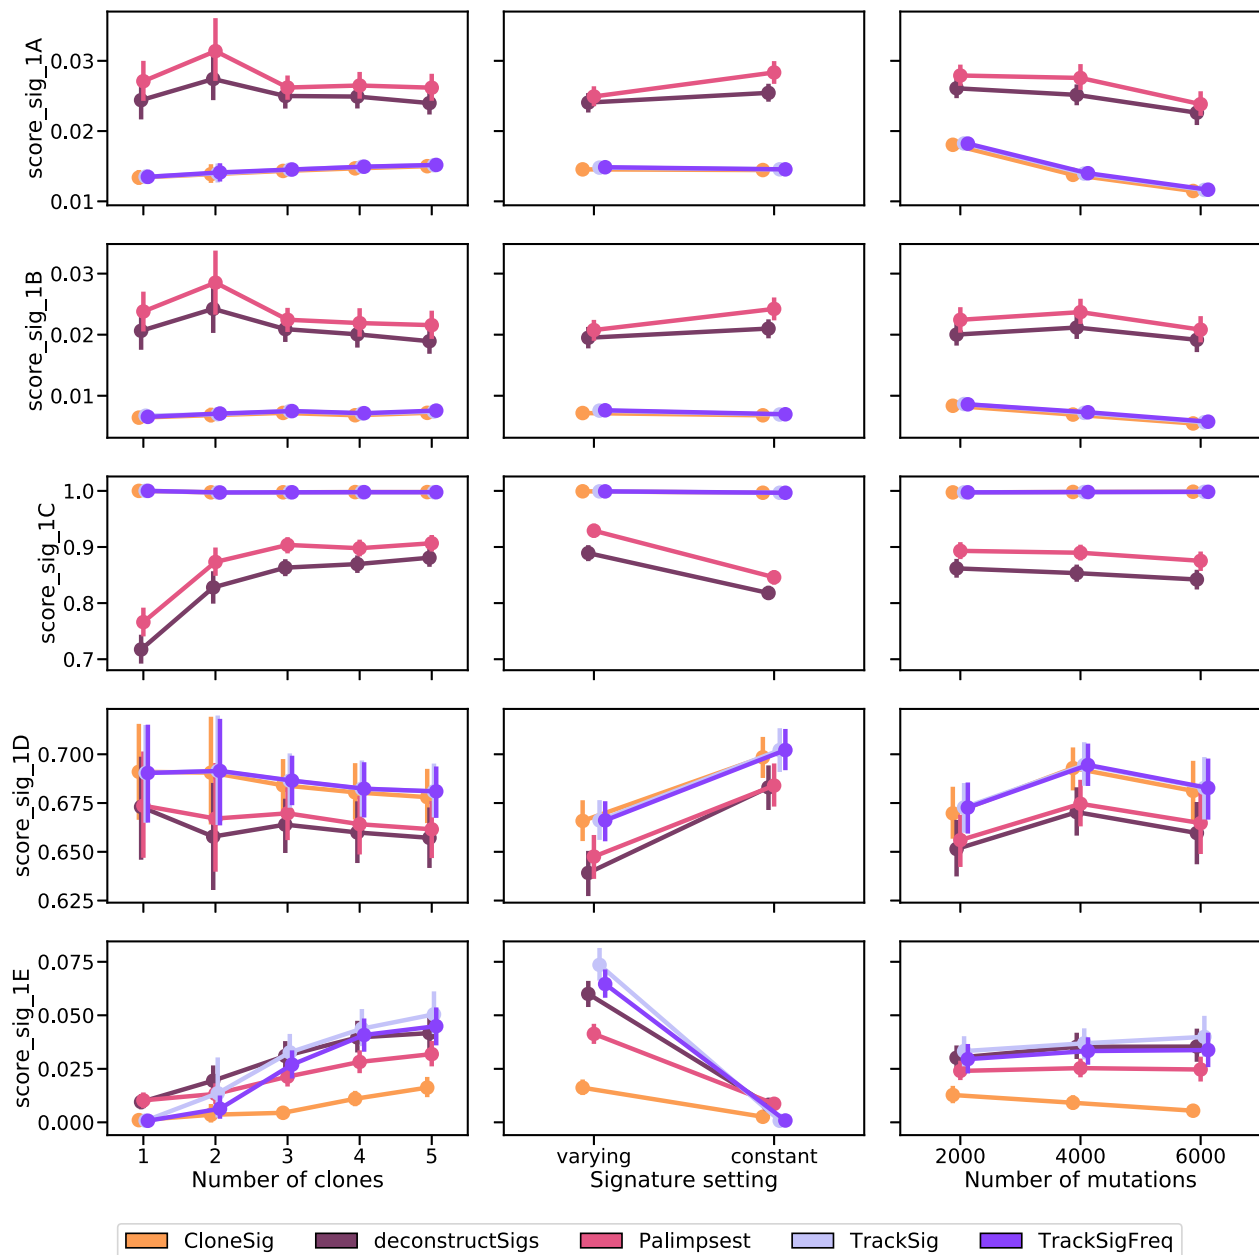 score_sig_1A
0.03
0.02
0.01
score_sig_1B
0.03
0.02
0.01
score_sig_1C
1.0
0.9
0.8
0.7
score_sig_1D
0.700
0.675
0.650
0.625
score_sig_1E
0.075
0.050
0.025
0.000
1 2 3 4 5
Number of clones
varying constant
Signature setting
2000 4000 6000
Number of mutations
CloneSig deconstructSigs Palimpsest TrackSig TrackSigFreq